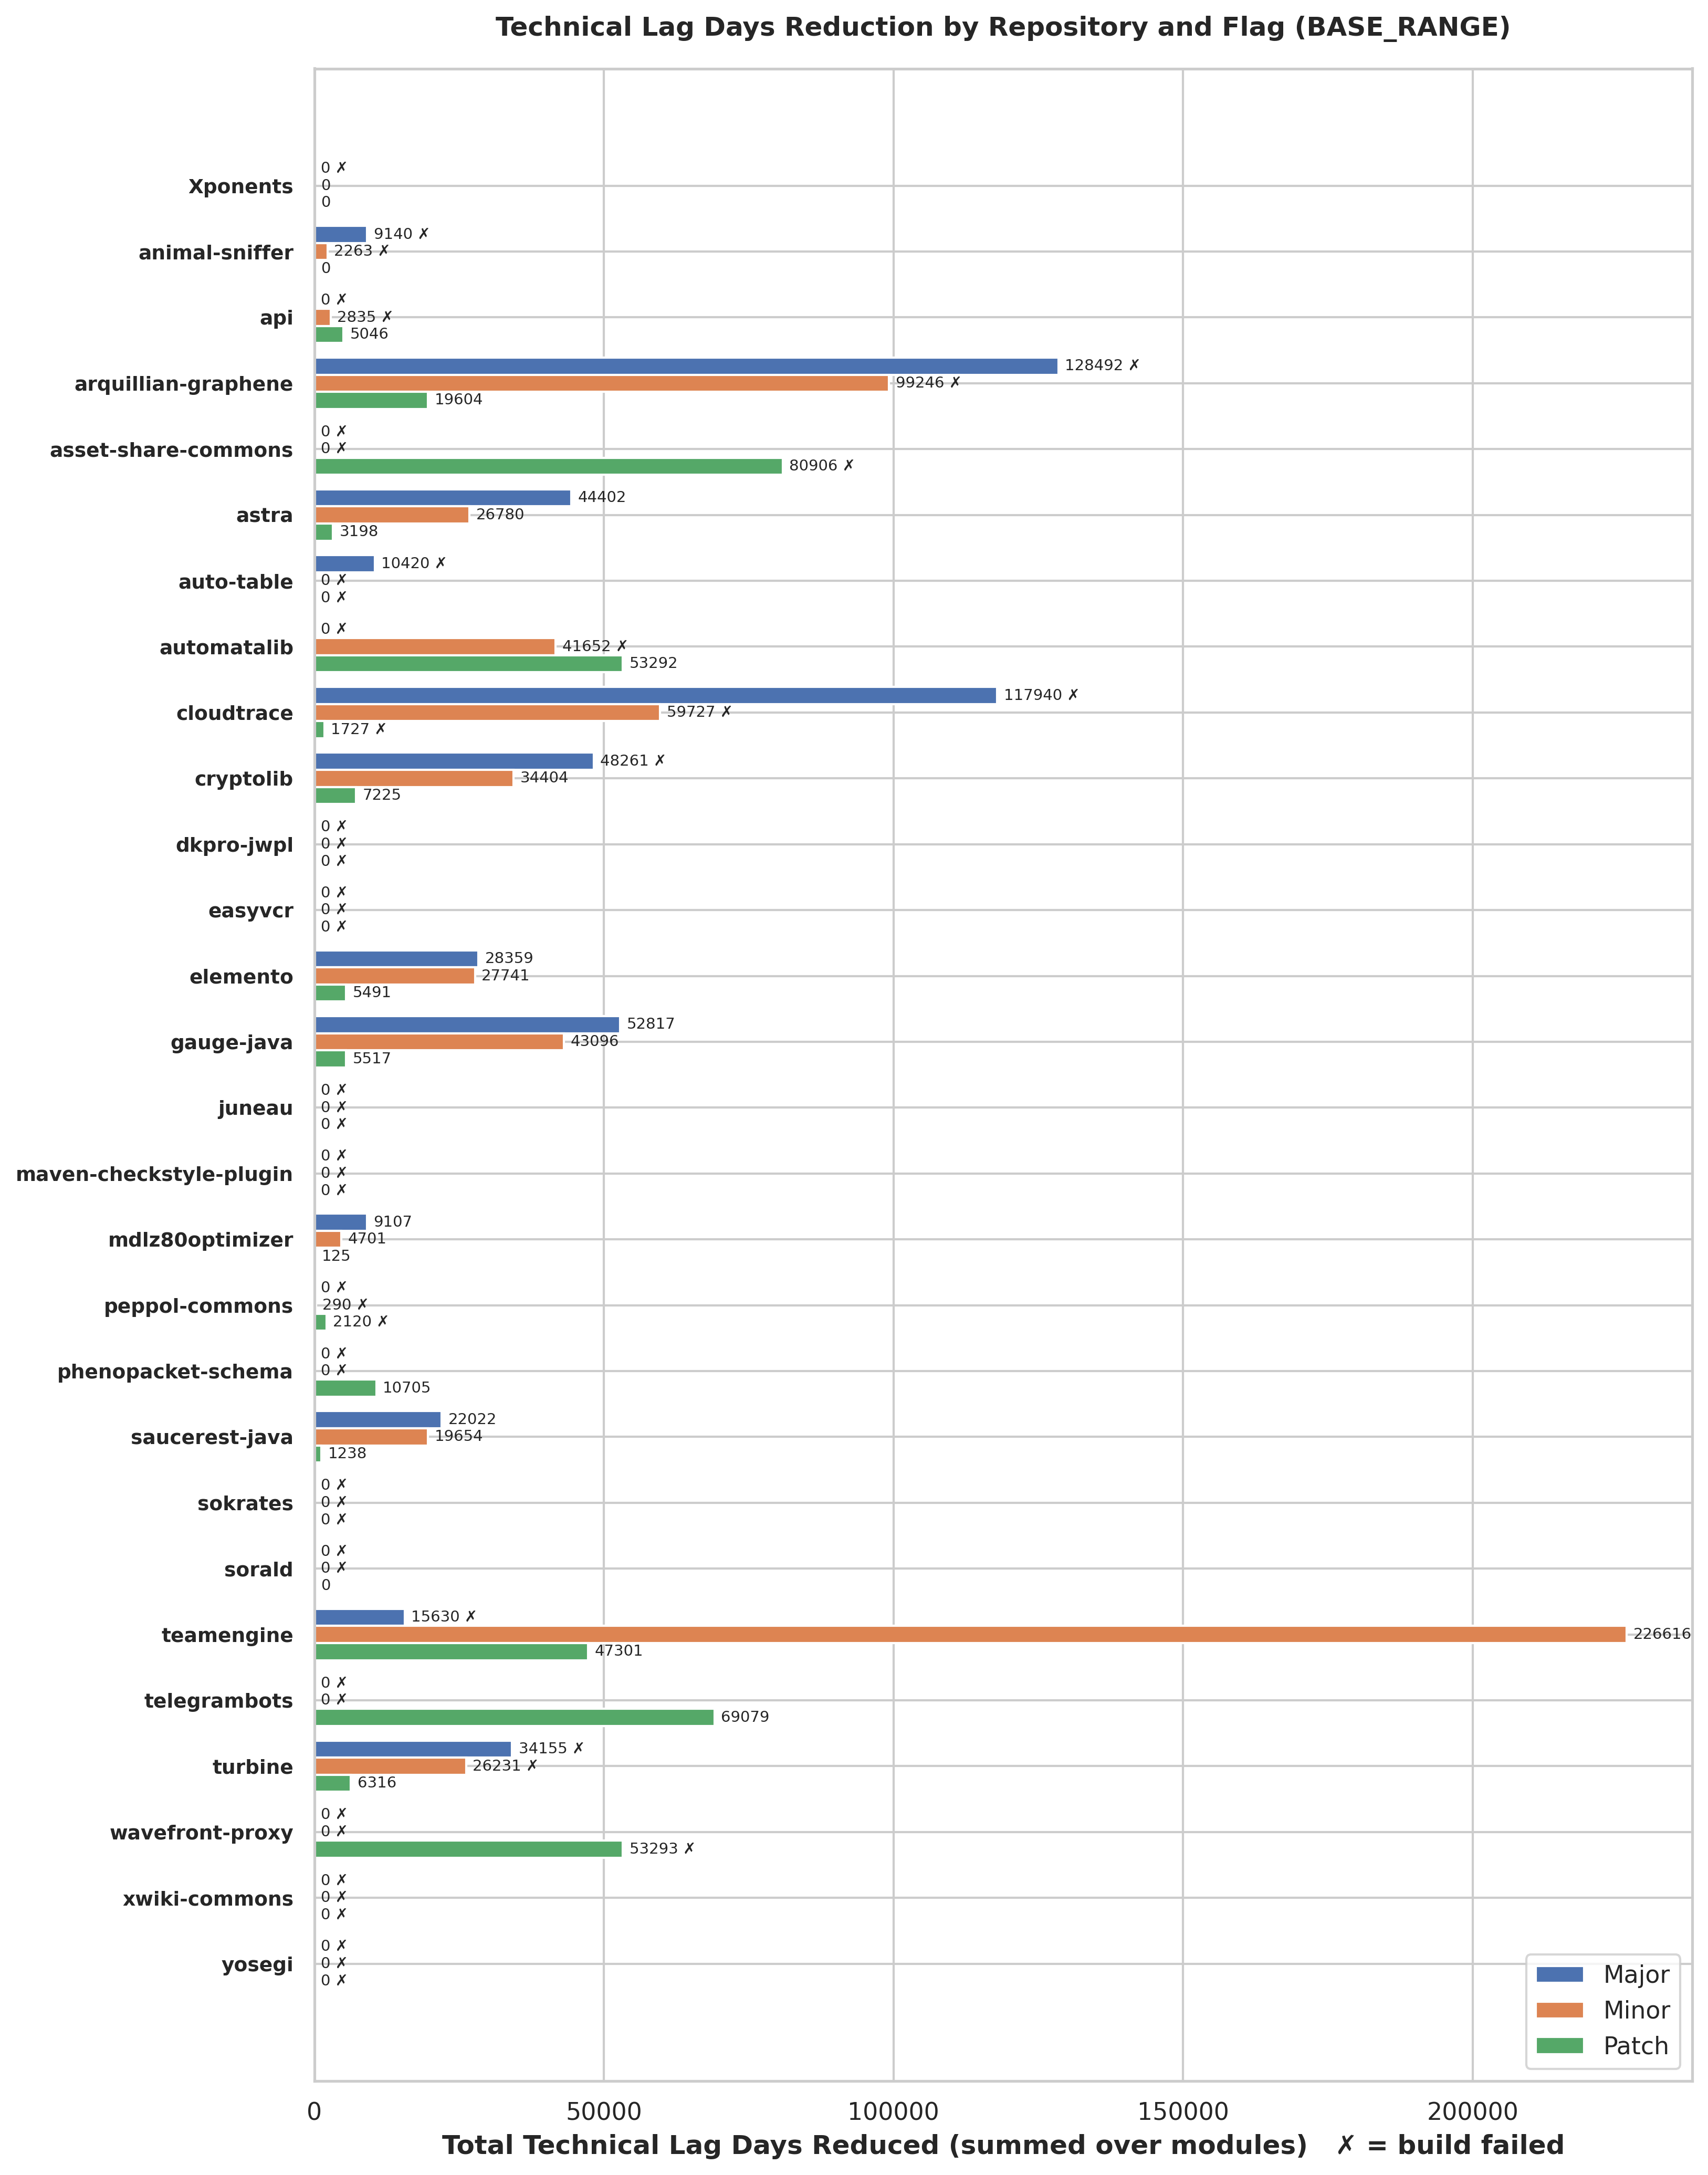 Technical Lag Days Reduction by Repository and Flag (BASE_RANGE)
Xponents
0 ✗
0
0
animal-sniffer
9140 ✗
2263 ✗
0
api
0 ✗
2835 ✗
5046
arquillian-graphene
128492 ✗
99246 ✗
19604
asset-share-commons
0 ✗
0 ✗
80906 ✗
astra
44402
26780
3198
auto-table
10420 ✗
0 ✗
0 ✗
automatalib
0 ✗
41652 ✗
53292
cloudtrace
117940 ✗
59727 ✗
1727 ✗
cryptolib
48261 ✗
34404
7225
dkpro-jwpl
0 ✗
0 ✗
0 ✗
easyvcr
0 ✗
0 ✗
0 ✗
elemento
28359
27741
5491
gauge-java
52817
43096
5517
juneau
0 ✗
0 ✗
0 ✗
maven-checkstyle-plugin
0 ✗
0 ✗
0 ✗
mdlz80optimizer
9107
4701
125
peppol-commons
0 ✗
290 ✗
2120 ✗
phenopacket-schema
0 ✗
0 ✗
10705
saucerest-java
22022
19654
1238
sokrates
0 ✗
0 ✗
0 ✗
sorald
0 ✗
0 ✗
0
teamengine
15630 ✗
226616
47301
telegrambots
0 ✗
0 ✗
69079
turbine
34155 ✗
26231 ✗
6316
wavefront-proxy
0 ✗
0 ✗
53293 ✗
xwiki-commons
0 ✗
0 ✗
0 ✗
yosegi
0 ✗
0 ✗
0 ✗
Major
Minor
Patch
0
50000
100000
150000
200000
Total Technical Lag Days Reduced (summed over modules) ✗ = build failed